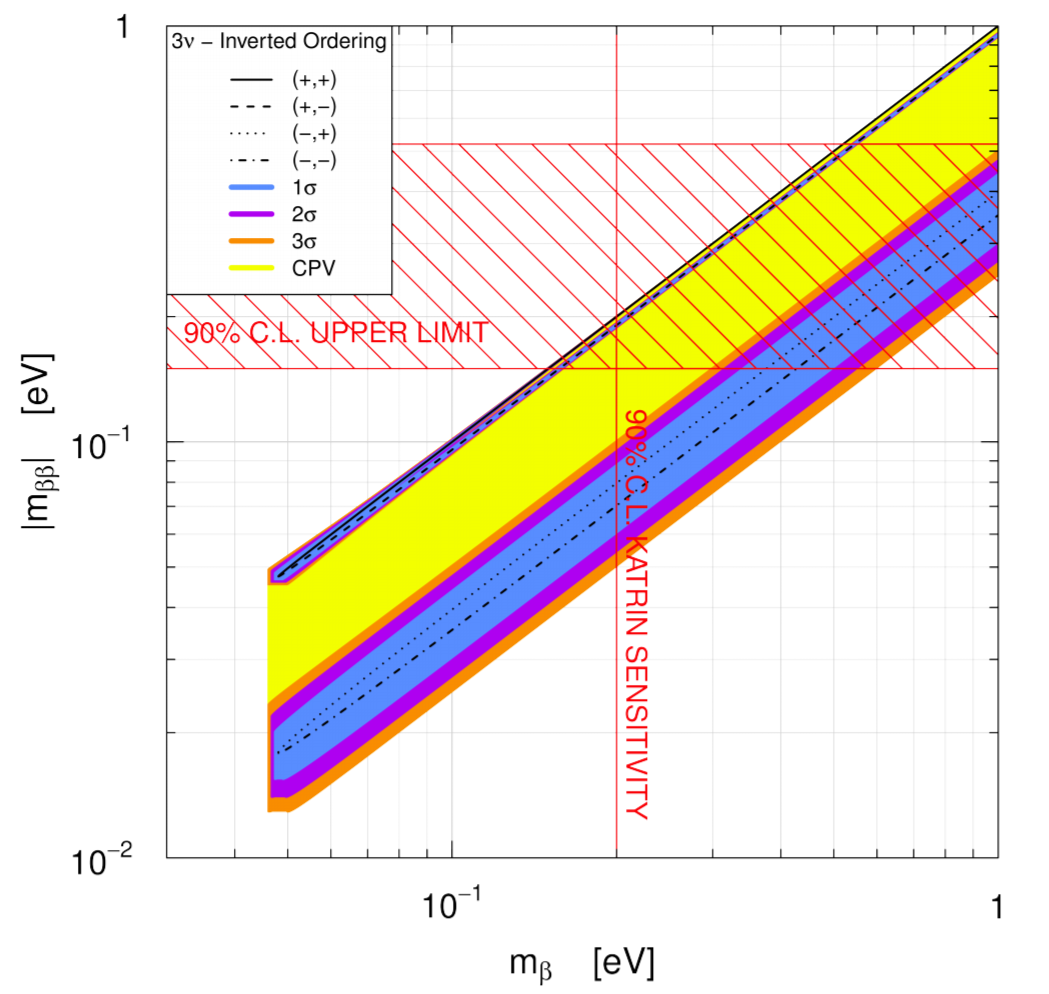 1
3ν − Inverted Ordering
(+,+)
(+,−)
(−,+)
(−,−)
1σ
2σ
3σ
CPV
90% C.L. UPPER LIMIT
90% C.L.KATRIN SENSITIVITY
|mββ| [eV]
10−1
10−2
10−1
1
mβ [eV]